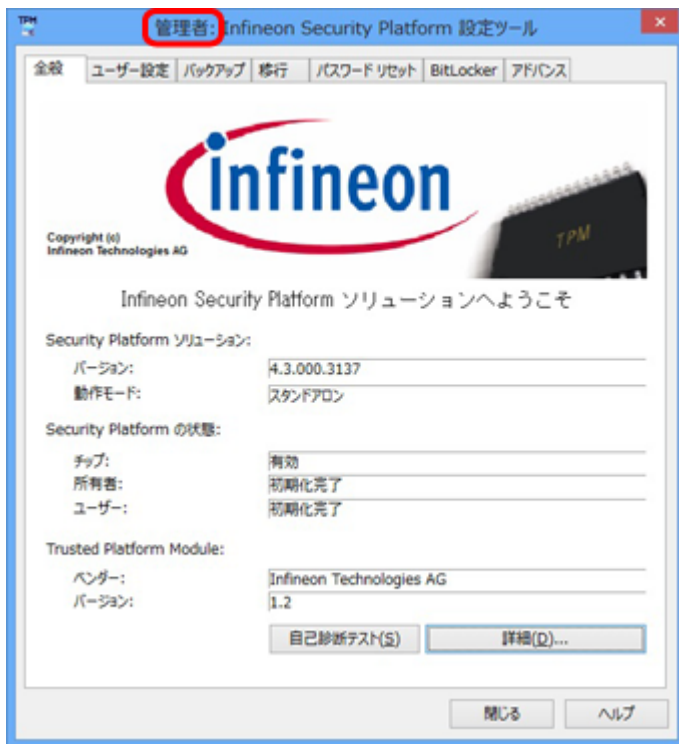 TPM
管理者: Infineon Security Platform 設定ツール
全般 ユーザー設定 バックアップ 移行 パスワード リセット BitLocker アドバンス
infineon
TPM
Copyright (c)
Infineon Technologies AG
Infineon Security Platform ソリューションへようこそ
Security Platform ソリューション:
バージョン: 4.3.000.3137
動作モード: スタンドアロン
Security Platform の状態:
チップ: 有効
所有者: 初期化完了
ユーザー: 初期化完了
Trusted Platform Module:
ベンダー: Infineon Technologies AG
バージョン: 1.2
自己診断テスト(S) 詳細(D)...
閉じる ヘルプ